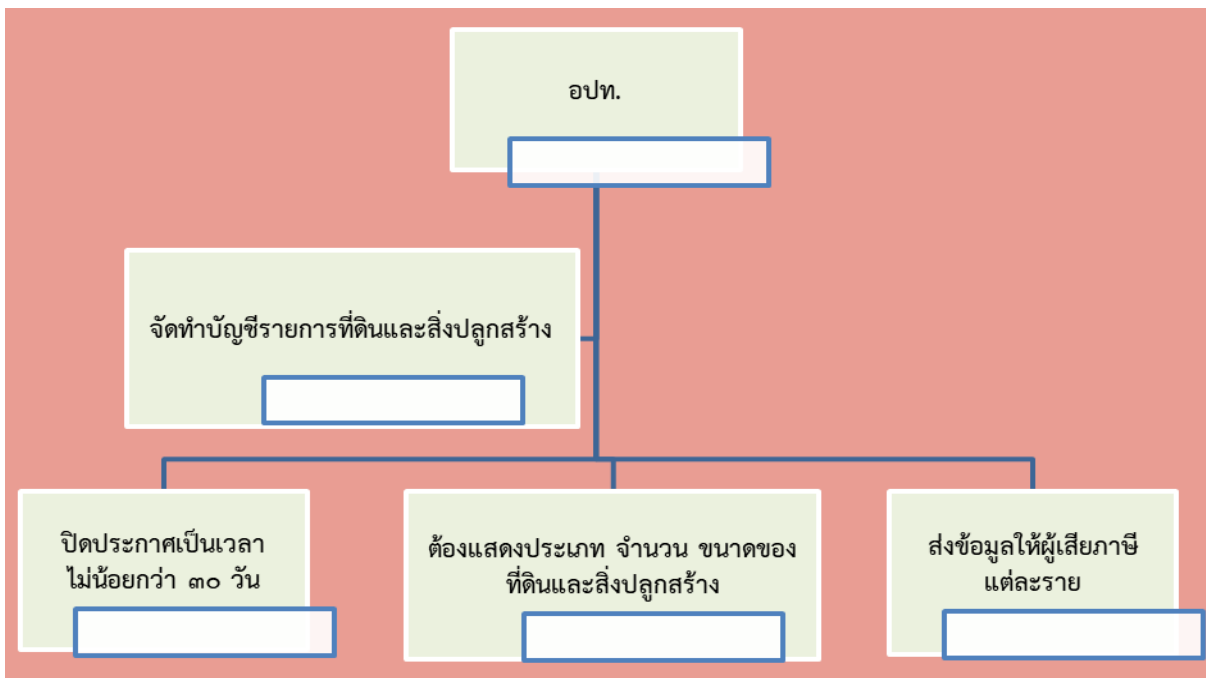 อปท.
จัดทำบัญชีรายการที่ดินและสิ่งปลูกสร้าง
ปิดประกาศเป็นเวลา
ไม่น้อยกว่า ๓๐ วัน
ต้องแสดงประเภท จำนวน ขนาดของ
ที่ดินและสิ่งปลูกสร้าง
ส่งข้อมูลให้ผู้เสียภาษี
แต่ละราย